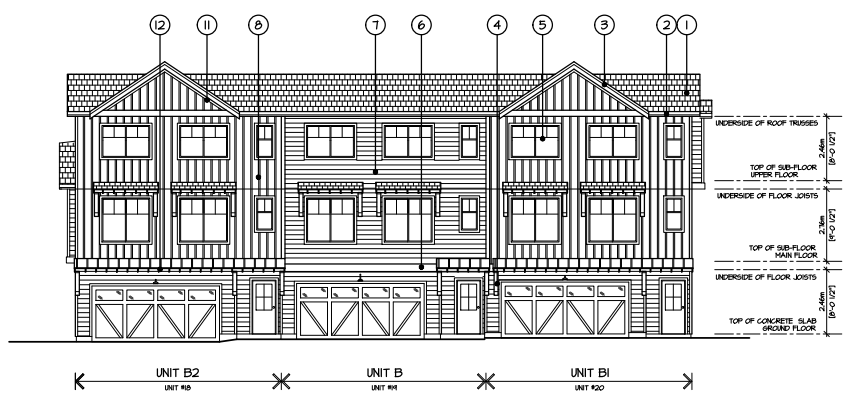 12 11 8 7 6 4 5 3 2 1
UNDERSIDE OF ROOF TRUSSES
2.46m
[8'-0 1/2"]
TOP OF SUB-FLOOR
UPPER FLOOR
UNDERSIDE OF FLOOR JOISTS
2.76m
[9'-0 1/2"]
TOP OF SUB-FLOOR
MAIN FLOOR
UNDERSIDE OF FLOOR JOISTS
2.46m
[8'-0 1/2"]
TOP OF CONCRETE SLAB
GROUND FLOOR
UNIT B2 UNIT B UNIT B1
UNIT #18 UNIT #19 UNIT #20